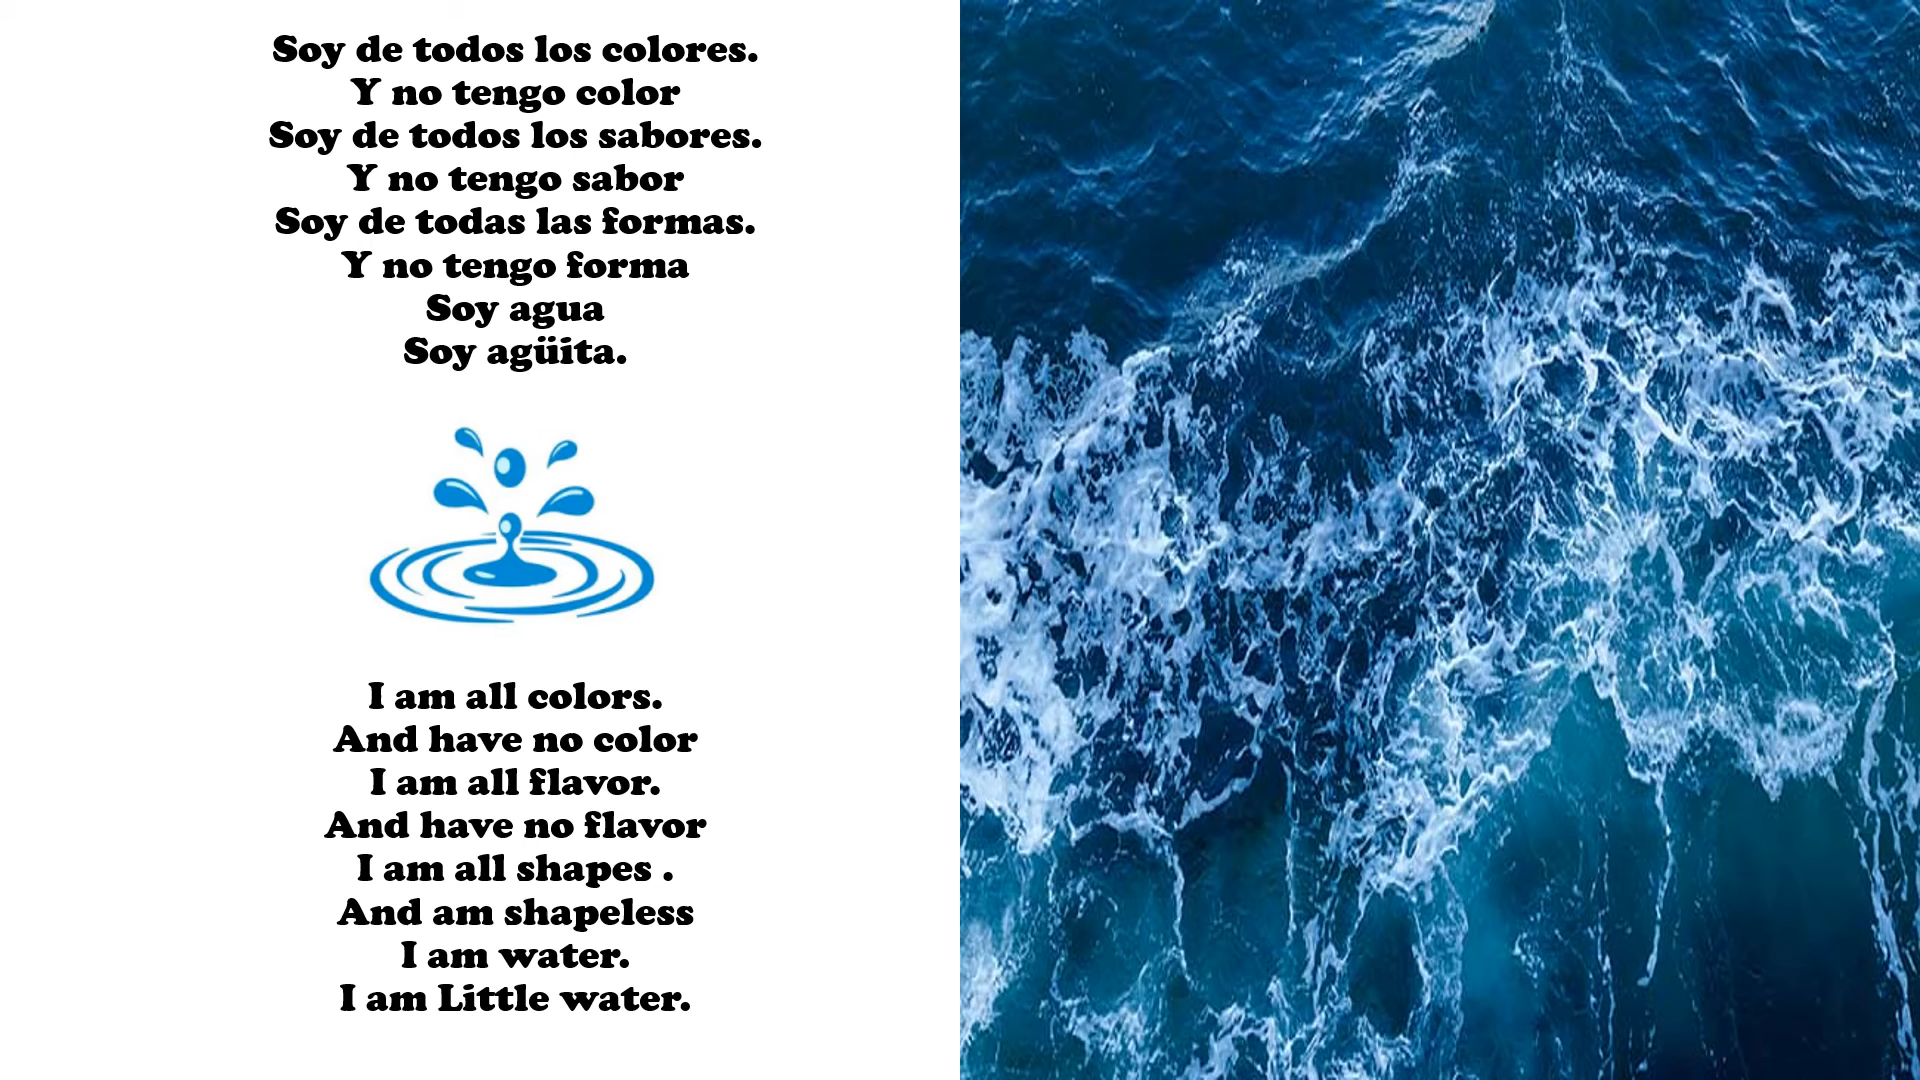 Soy de todos los colores.
Y no tengo color
Soy de todos los sabores.
Y no tengo sabor
Soy de todas las formas.
Y no tengo forma
Soy agua
Soy agüita.
I am all colors.
And have no color
I am all flavor.
And have no flavor
I am all shapes .
And am shapeless
I am water.
I am Little water.